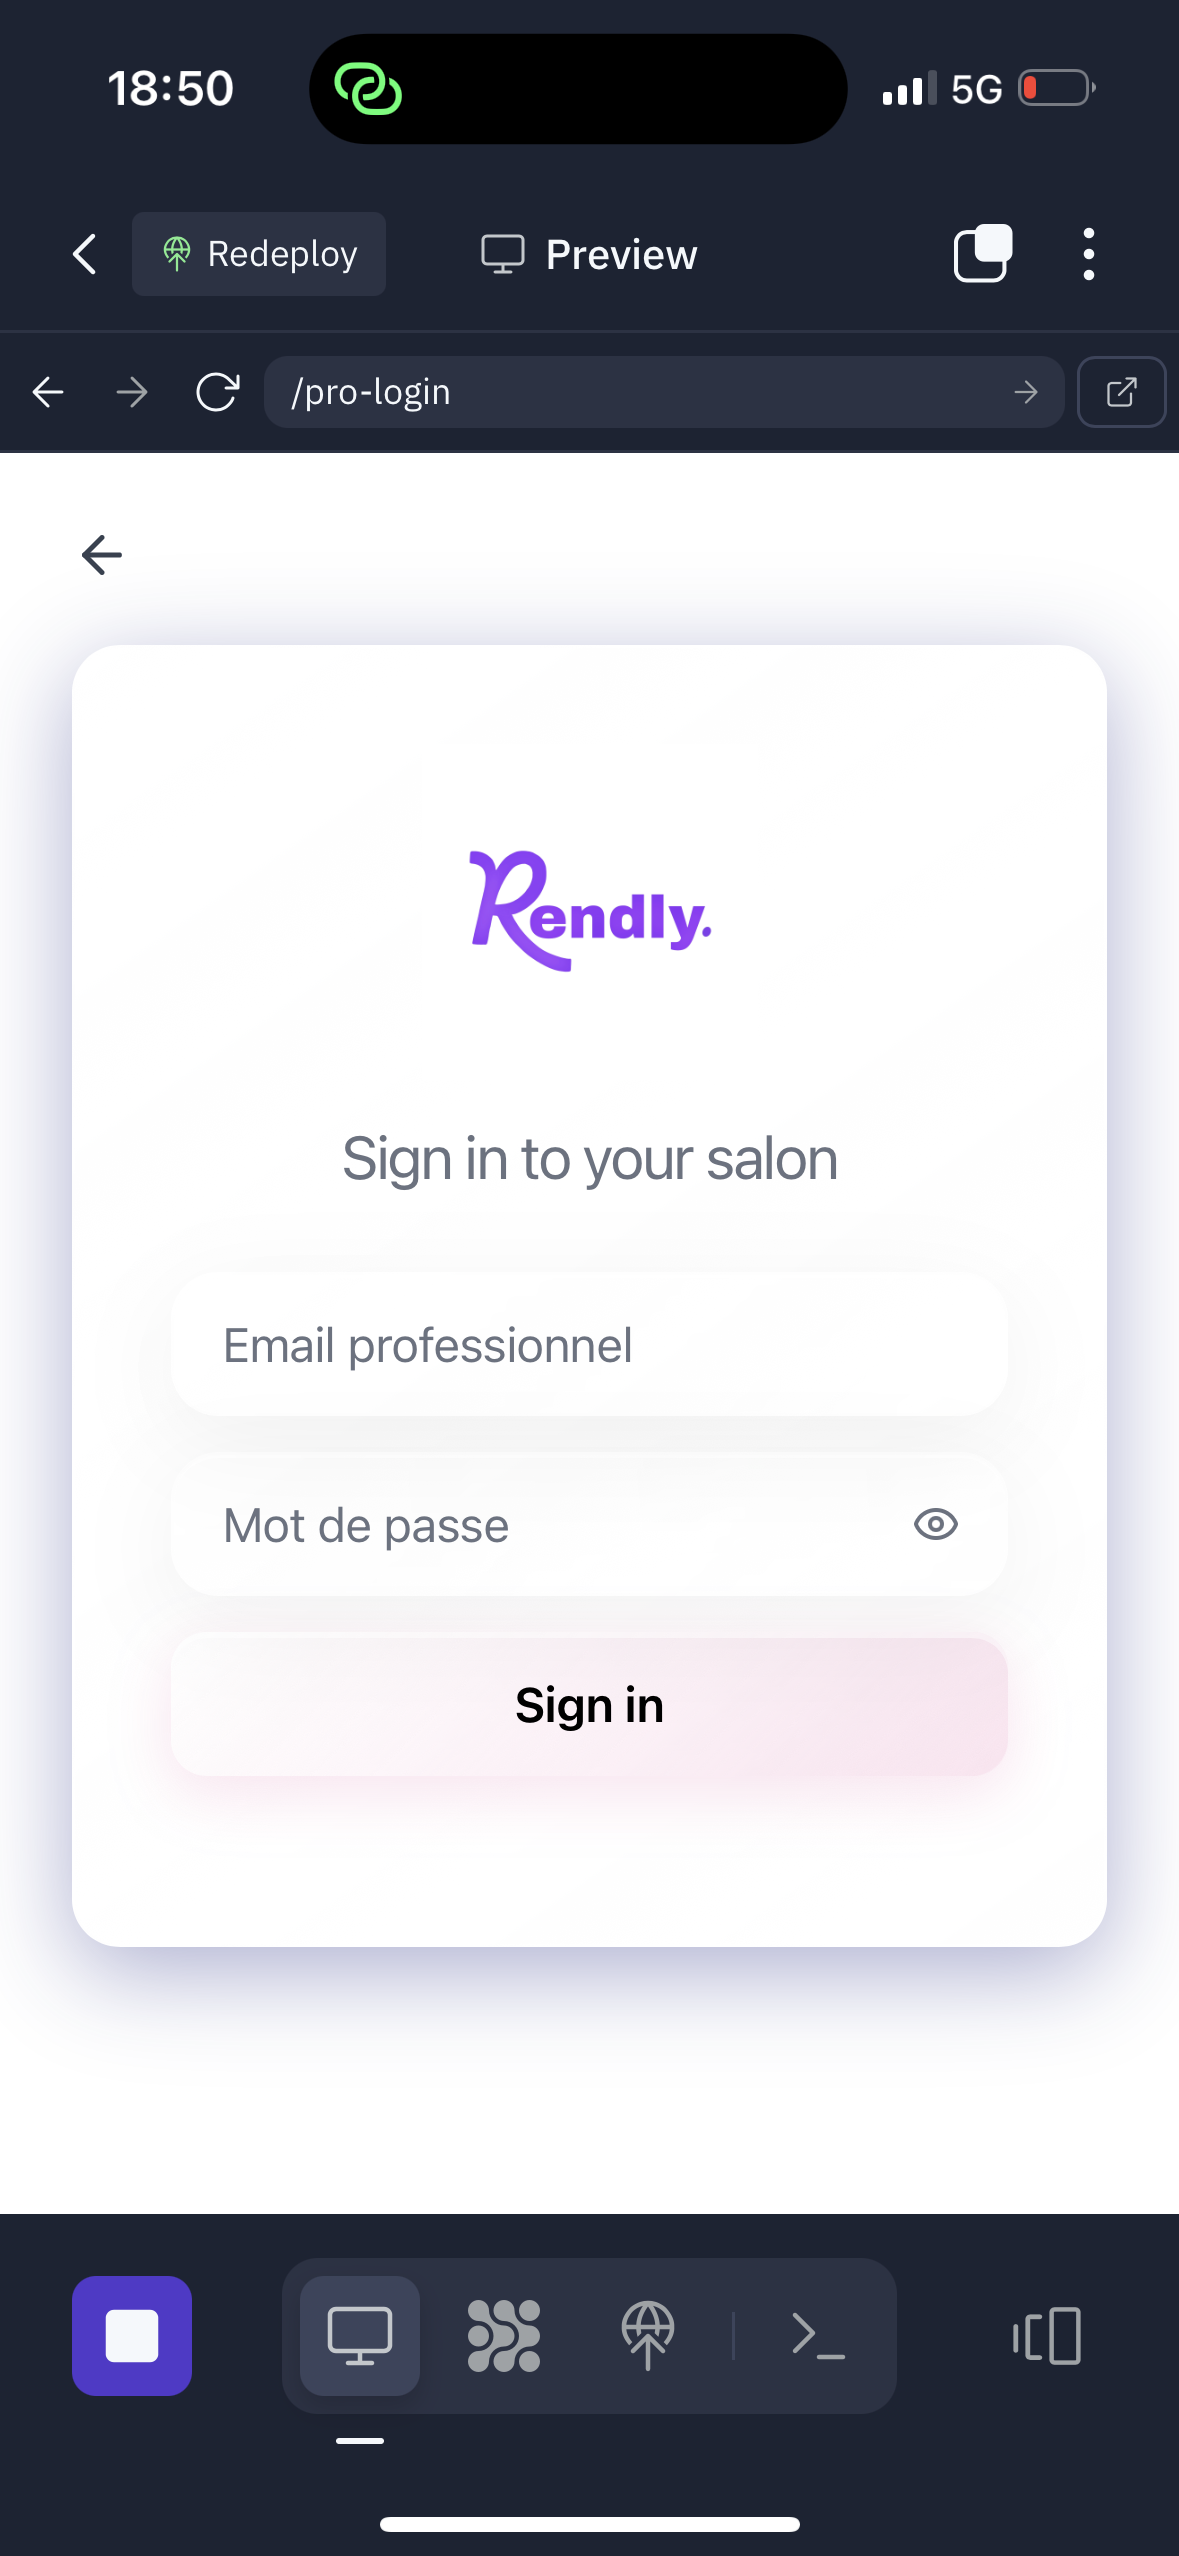 18:50
5G
Redeploy
Preview
/pro-login
Rendly.
Sign in to your salon
Email professionnel
Mot de passe
Sign in